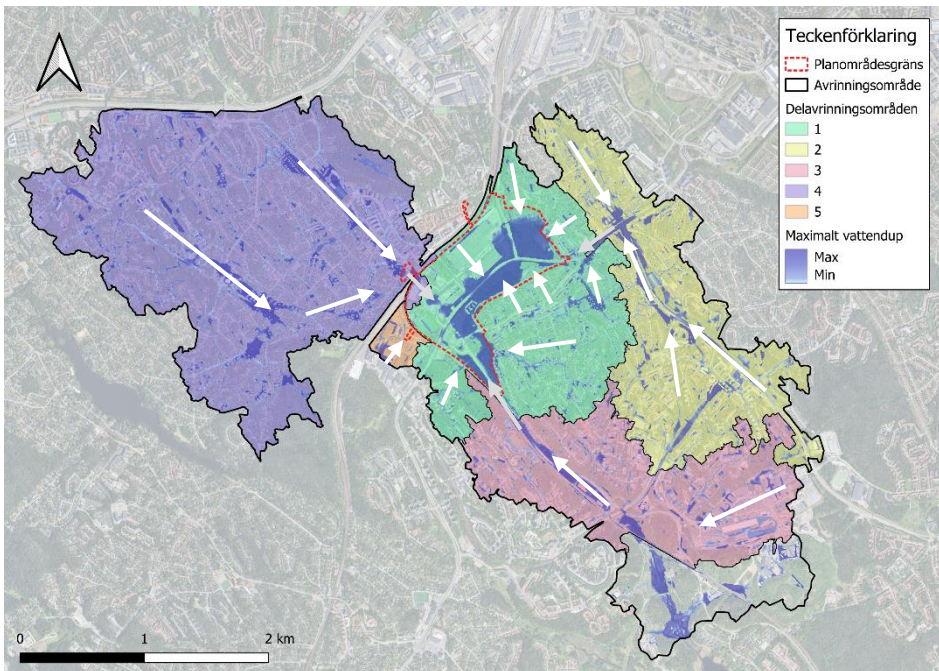 Teckenförklaring
Planområdesgräns
Avrinningsområde
Delavrinningsområden
1
2
3
4
5
Maximalt vattendup
Max
Min
0 1 2 km